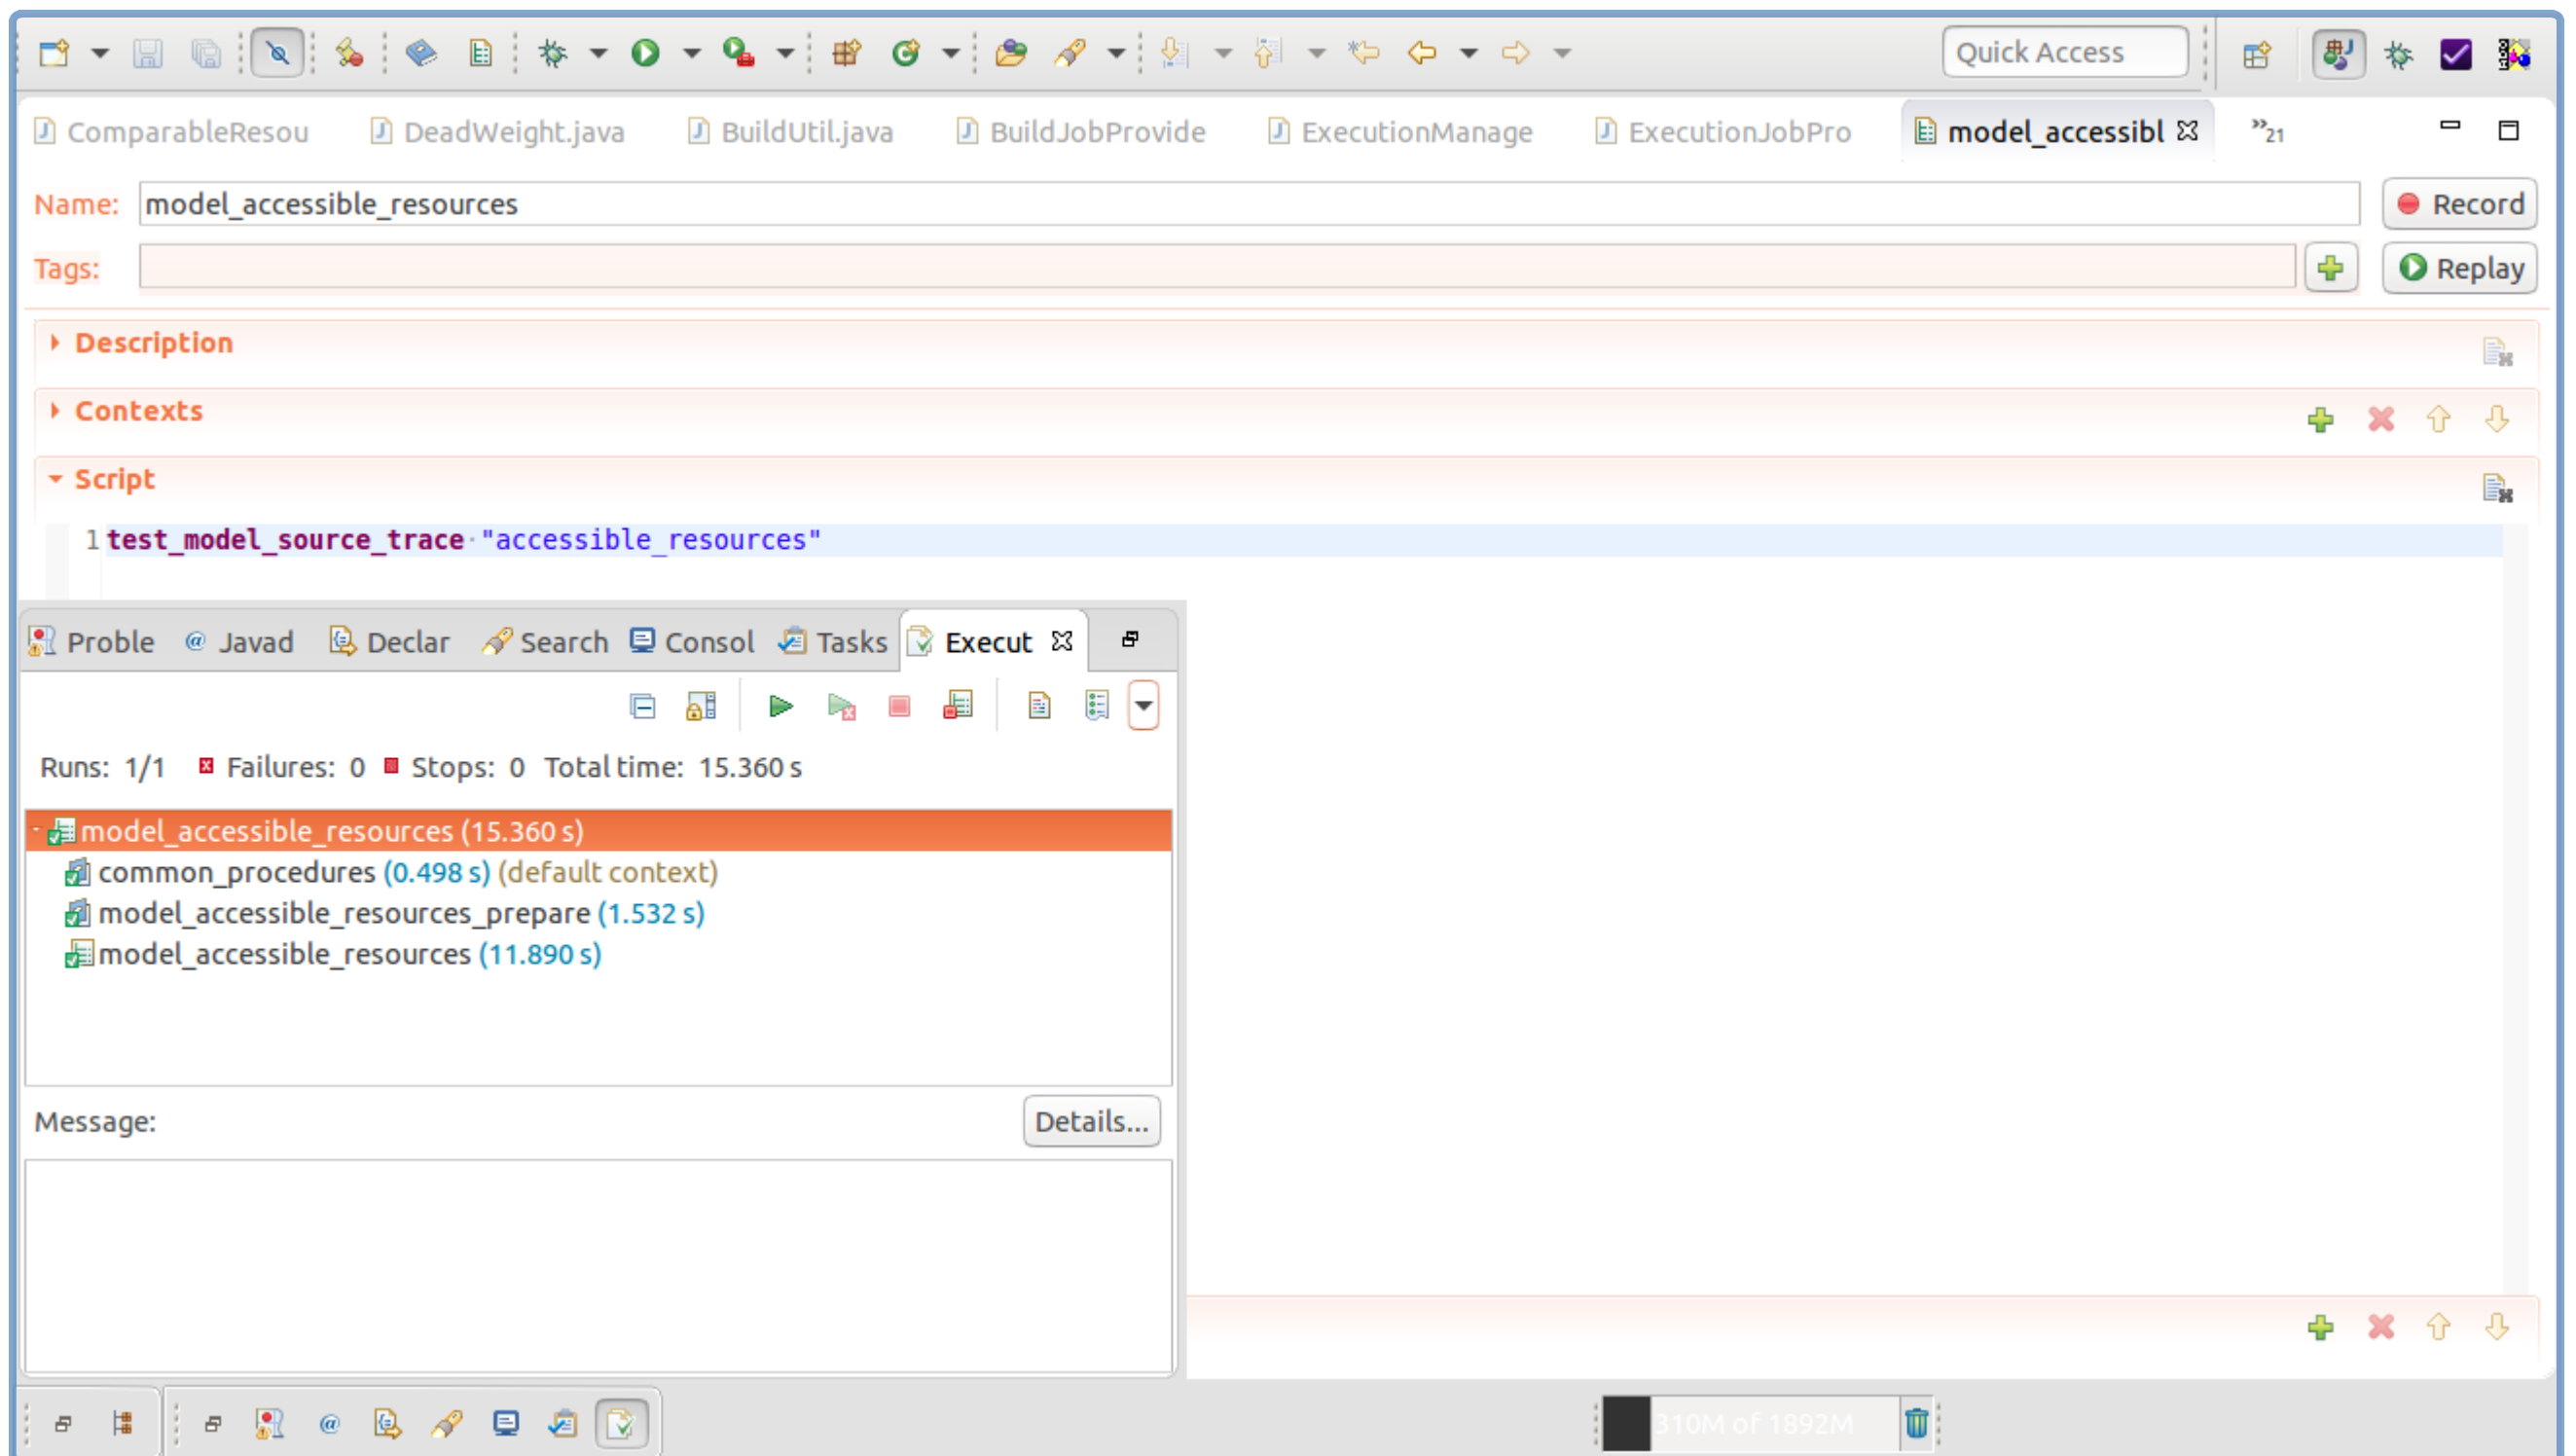 Quick Access
ComparableResou DeadWeight.java BuildUtil.java BuildJobProvide ExecutionManage ExecutionJobPro model_accessibl »21
Name: model_accessible_resources Record
Tags: Replay
Description
Contexts
Script
1 test_model_source_trace·"accessible_resources"
Proble @ Javad Declar Search Consol Tasks Execut
Runs: 1/1 Failures: 0 Stops: 0 Total time: 15.360 s
model_accessible_resources (15.360 s)
common_procedures (0.498 s) (default context)
model_accessible_resources_prepare (1.532 s)
model_accessible_resources (11.890 s)
Message: Details...
310M of 1892M